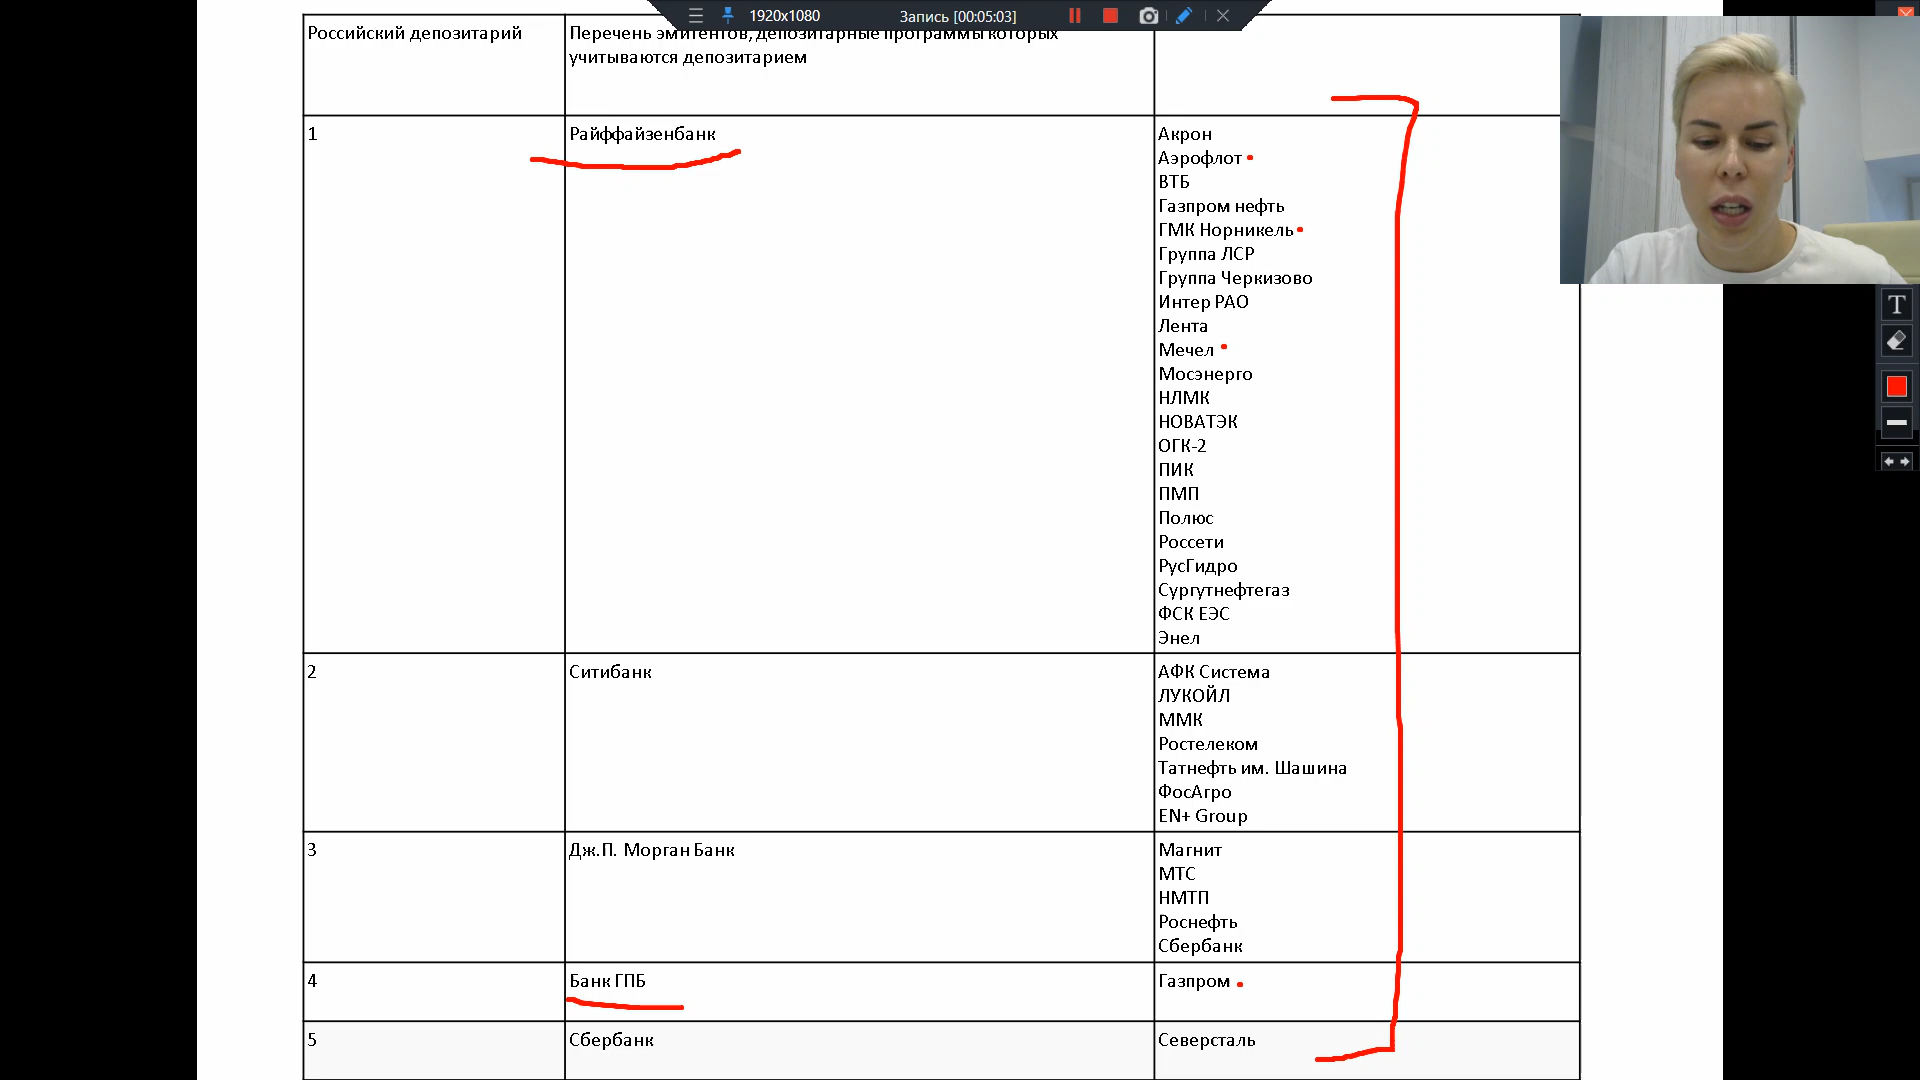 1920x1080
Запись [00:05:03]
Российский депозитарий
Перечень эмитентов, депозитарные программы которых
учитываются депозитарием
1
Райффайзенбанк
Акрон
Аэрофлот
ВТБ
Газпром нефть
ГМК Норникель
Группа ЛСР
Группа Черкизово
Интер РАО
Лента
Мечел
Мосэнерго
НЛМК
НОВАТЭК
ОГК-2
ПИК
ПМП
Полюс
Россети
РусГидро
Сургутнефтегаз
ФСК ЕЭС
Энел
2
Ситибанк
АФК Система
ЛУКОЙЛ
ММК
Ростелеком
Татнефть им. Шашина
ФосАгро
EN+ Group
3
Дж.П. Морган Банк
Магнит
МТС
НМТП
Роснефть
Сбербанк
4
Банк ГПБ
Газпром
5
Сбербанк
Северсталь
T